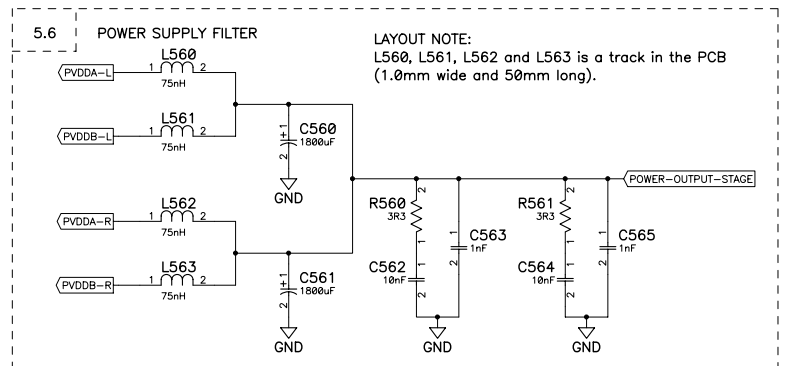 5.6 POWER SUPPLY FILTER
LAYOUT NOTE:
L560, L561, L562 and L563 is a track in the PCB
(1.0mm wide and 50mm long).
L560
PVDDA-L
1 2
75nH
L561
PVDDB-L
1 2
75nH
+ 1
C560
1800uF
2
GND
L562
PVDDA-R
1 2
75nH
L563
PVDDB-R
1 2
75nH
+ 1
C561
1800uF
2
GND
POWER-OUTPUT-STAGE
2
R560
3R3
1
1
C563
1nF
2
1
C562
10nF
2
GND
2
R561
3R3
1
1
C565
1nF
2
1
C564
10nF
2
GND